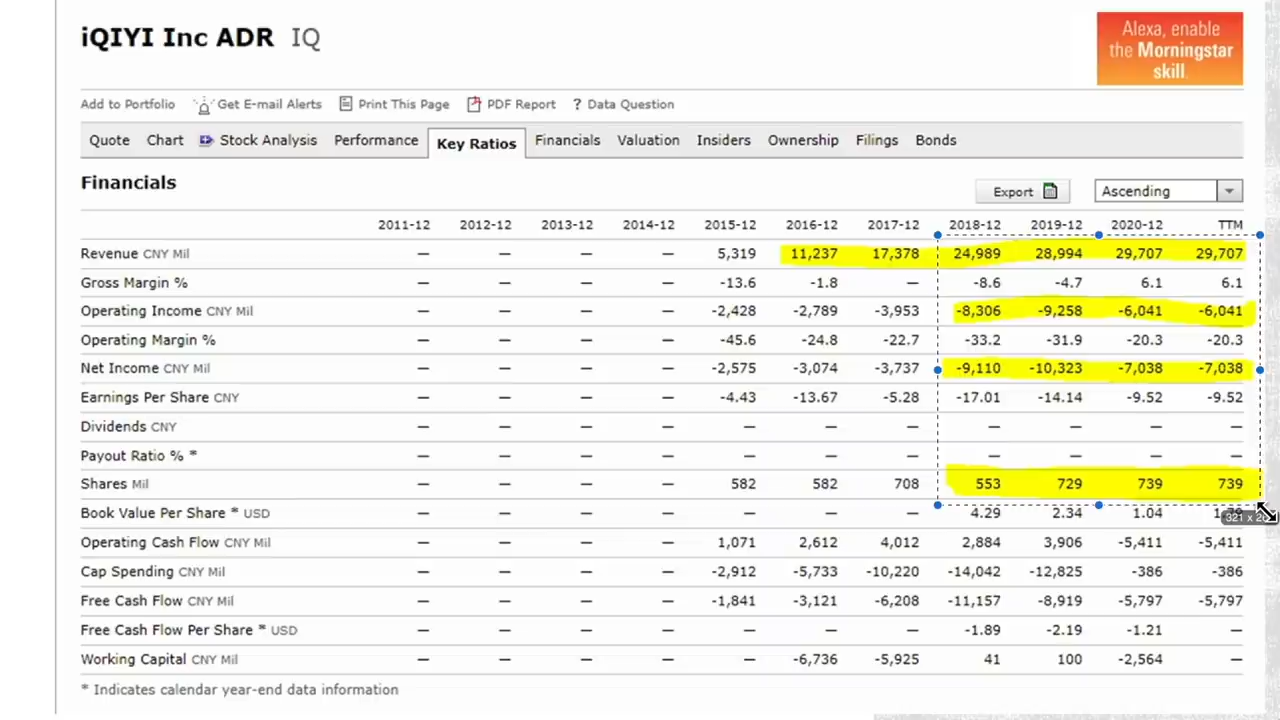 iQIYI Inc ADR IQ
Alexa, enable
the Morningstar
skill.
Add to Portfolio Get E-mail Alerts Print This Page PDF Report ? Data Question
Quote Chart Stock Analysis Performance Key Ratios Financials Valuation Insiders Ownership Filings Bonds
Financials
Export Ascending
2011-12 2012-12 2013-12 2014-12 2015-12 2016-12 2017-12 2018-12 2019-12 2020-12 TTM
Revenue CNY Mil — — — — 5,319 11,237 17,378 24,989 28,994 29,707 29,707
Gross Margin % — — — — -13.6 -1.8 — -8.6 -4.7 6.1 6.1
Operating Income CNY Mil — — — — -2,428 -2,789 -3,953 -8,306 -9,258 -6,041 -6,041
Operating Margin % — — — — -45.6 -24.8 -22.7 -33.2 -31.9 -20.3 -20.3
Net Income CNY Mil — — — — -2,575 -3,074 -3,737 -9,110 -10,323 -7,038 -7,038
Earnings Per Share CNY — — — — -4.43 -13.67 -5.28 -17.01 -14.14 -9.52 -9.52
Dividends CNY — — — — — — — — — — —
Payout Ratio % * — — — — — — — — — — —
Shares Mil — — — — 582 582 708 553 729 739 739
Book Value Per Share * USD — — — — — — — 4.29 2.34 1.04
321 x
Operating Cash Flow CNY Mil — — — — 1,071 2,612 4,012 2,884 3,906 -5,411 -5,411
Cap Spending CNY Mil — — — — -2,912 -5,733 -10,220 -14,042 -12,825 -386 -386
Free Cash Flow CNY Mil — — — — -1,841 -3,121 -6,208 -11,157 -8,919 -5,797 -5,797
Free Cash Flow Per Share * USD — — — — — — — -1.89 -2.19 -1.21 —
Working Capital CNY Mil — — — — — -6,736 -5,925 41 100 -2,564 —
* Indicates calendar year-end data information